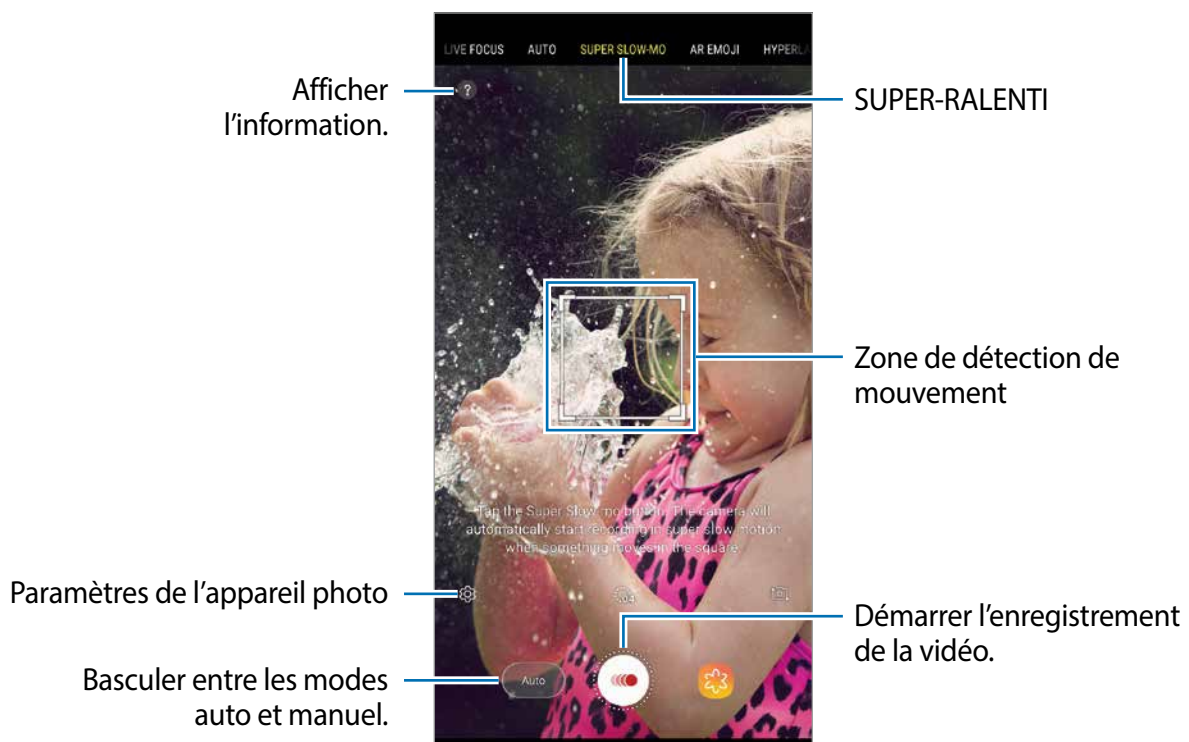 LIVE FOCUS AUTO SUPER SLOW-MO AR EMOJI HYPERLA
?
Afficher
l'information.
SUPER-RALENTI
Zone de détection de
mouvement
Tap the Super Slow-mo button. The camera will
automatically start recording in super slow motion
when something moves in the square.
Paramètres de l'appareil photo
Démarrer l'enregistrement
de la vidéo.
Basculer entre les modes
auto et manuel.
Auto